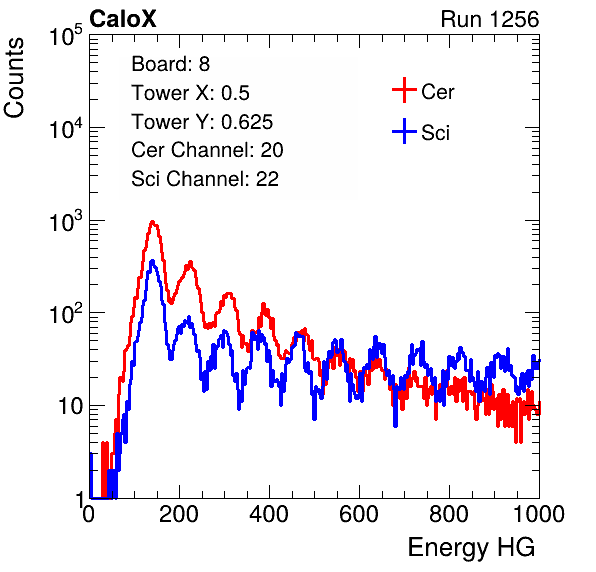 CaloX Run 1256
Counts
10^5
10^4
10^3
10^2
10
1
Board: 8
Tower X: 0.5
Tower Y: 0.625
Cer Channel: 20
Sci Channel: 22
Cer
Sci
0 200 400 600 800 1000
Energy HG